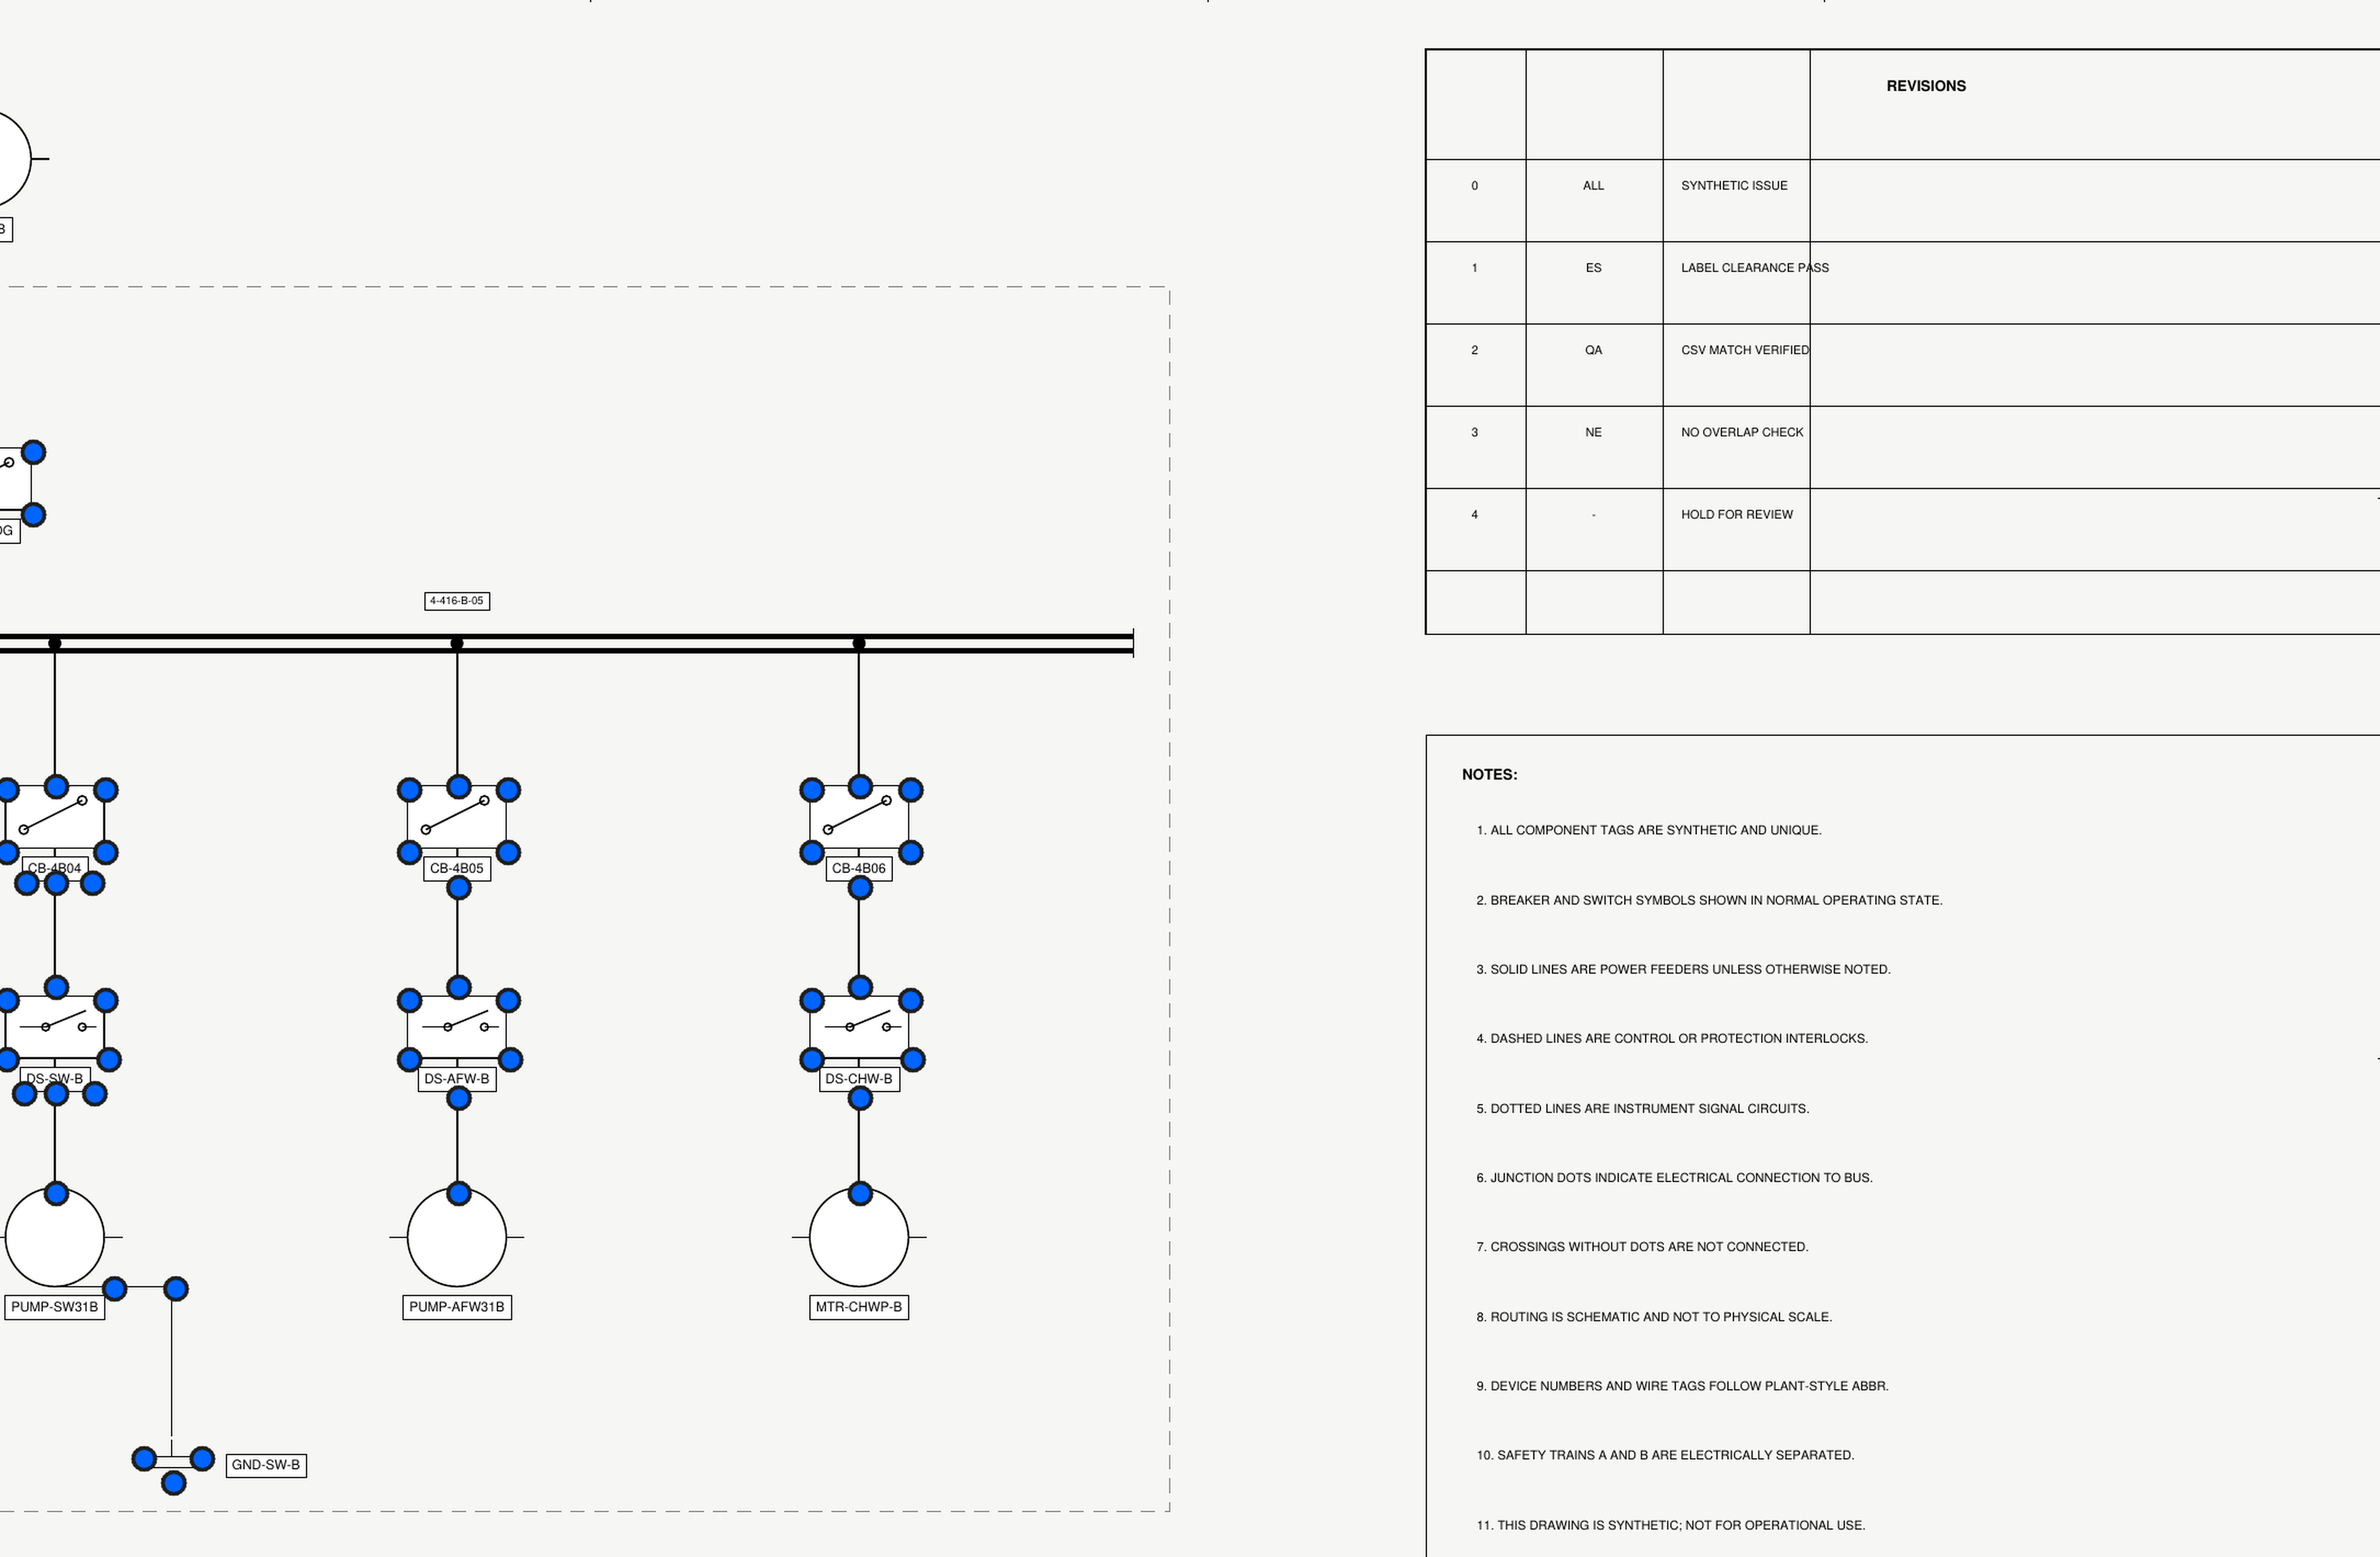 B
DG
4-416-B-05
CB-4B04
CB-4B05
CB-4B06
DS-SW-B
DS-AFW-B
DS-CHW-B
PUMP-SW31B
PUMP-AFW31B
MTR-CHWP-B
GND-SW-B
REVISIONS
0 ALL SYNTHETIC ISSUE
1 ES LABEL CLEARANCE PASS
2 QA CSV MATCH VERIFIED
3 NE NO OVERLAP CHECK
4 - HOLD FOR REVIEW
NOTES:
1. ALL COMPONENT TAGS ARE SYNTHETIC AND UNIQUE.
2. BREAKER AND SWITCH SYMBOLS SHOWN IN NORMAL OPERATING STATE.
3. SOLID LINES ARE POWER FEEDERS UNLESS OTHERWISE NOTED.
4. DASHED LINES ARE CONTROL OR PROTECTION INTERLOCKS.
5. DOTTED LINES ARE INSTRUMENT SIGNAL CIRCUITS.
6. JUNCTION DOTS INDICATE ELECTRICAL CONNECTION TO BUS.
7. CROSSINGS WITHOUT DOTS ARE NOT CONNECTED.
8. ROUTING IS SCHEMATIC AND NOT TO PHYSICAL SCALE.
9. DEVICE NUMBERS AND WIRE TAGS FOLLOW PLANT-STYLE ABBR.
10. SAFETY TRAINS A AND B ARE ELECTRICALLY SEPARATED.
11. THIS DRAWING IS SYNTHETIC; NOT FOR OPERATIONAL USE.